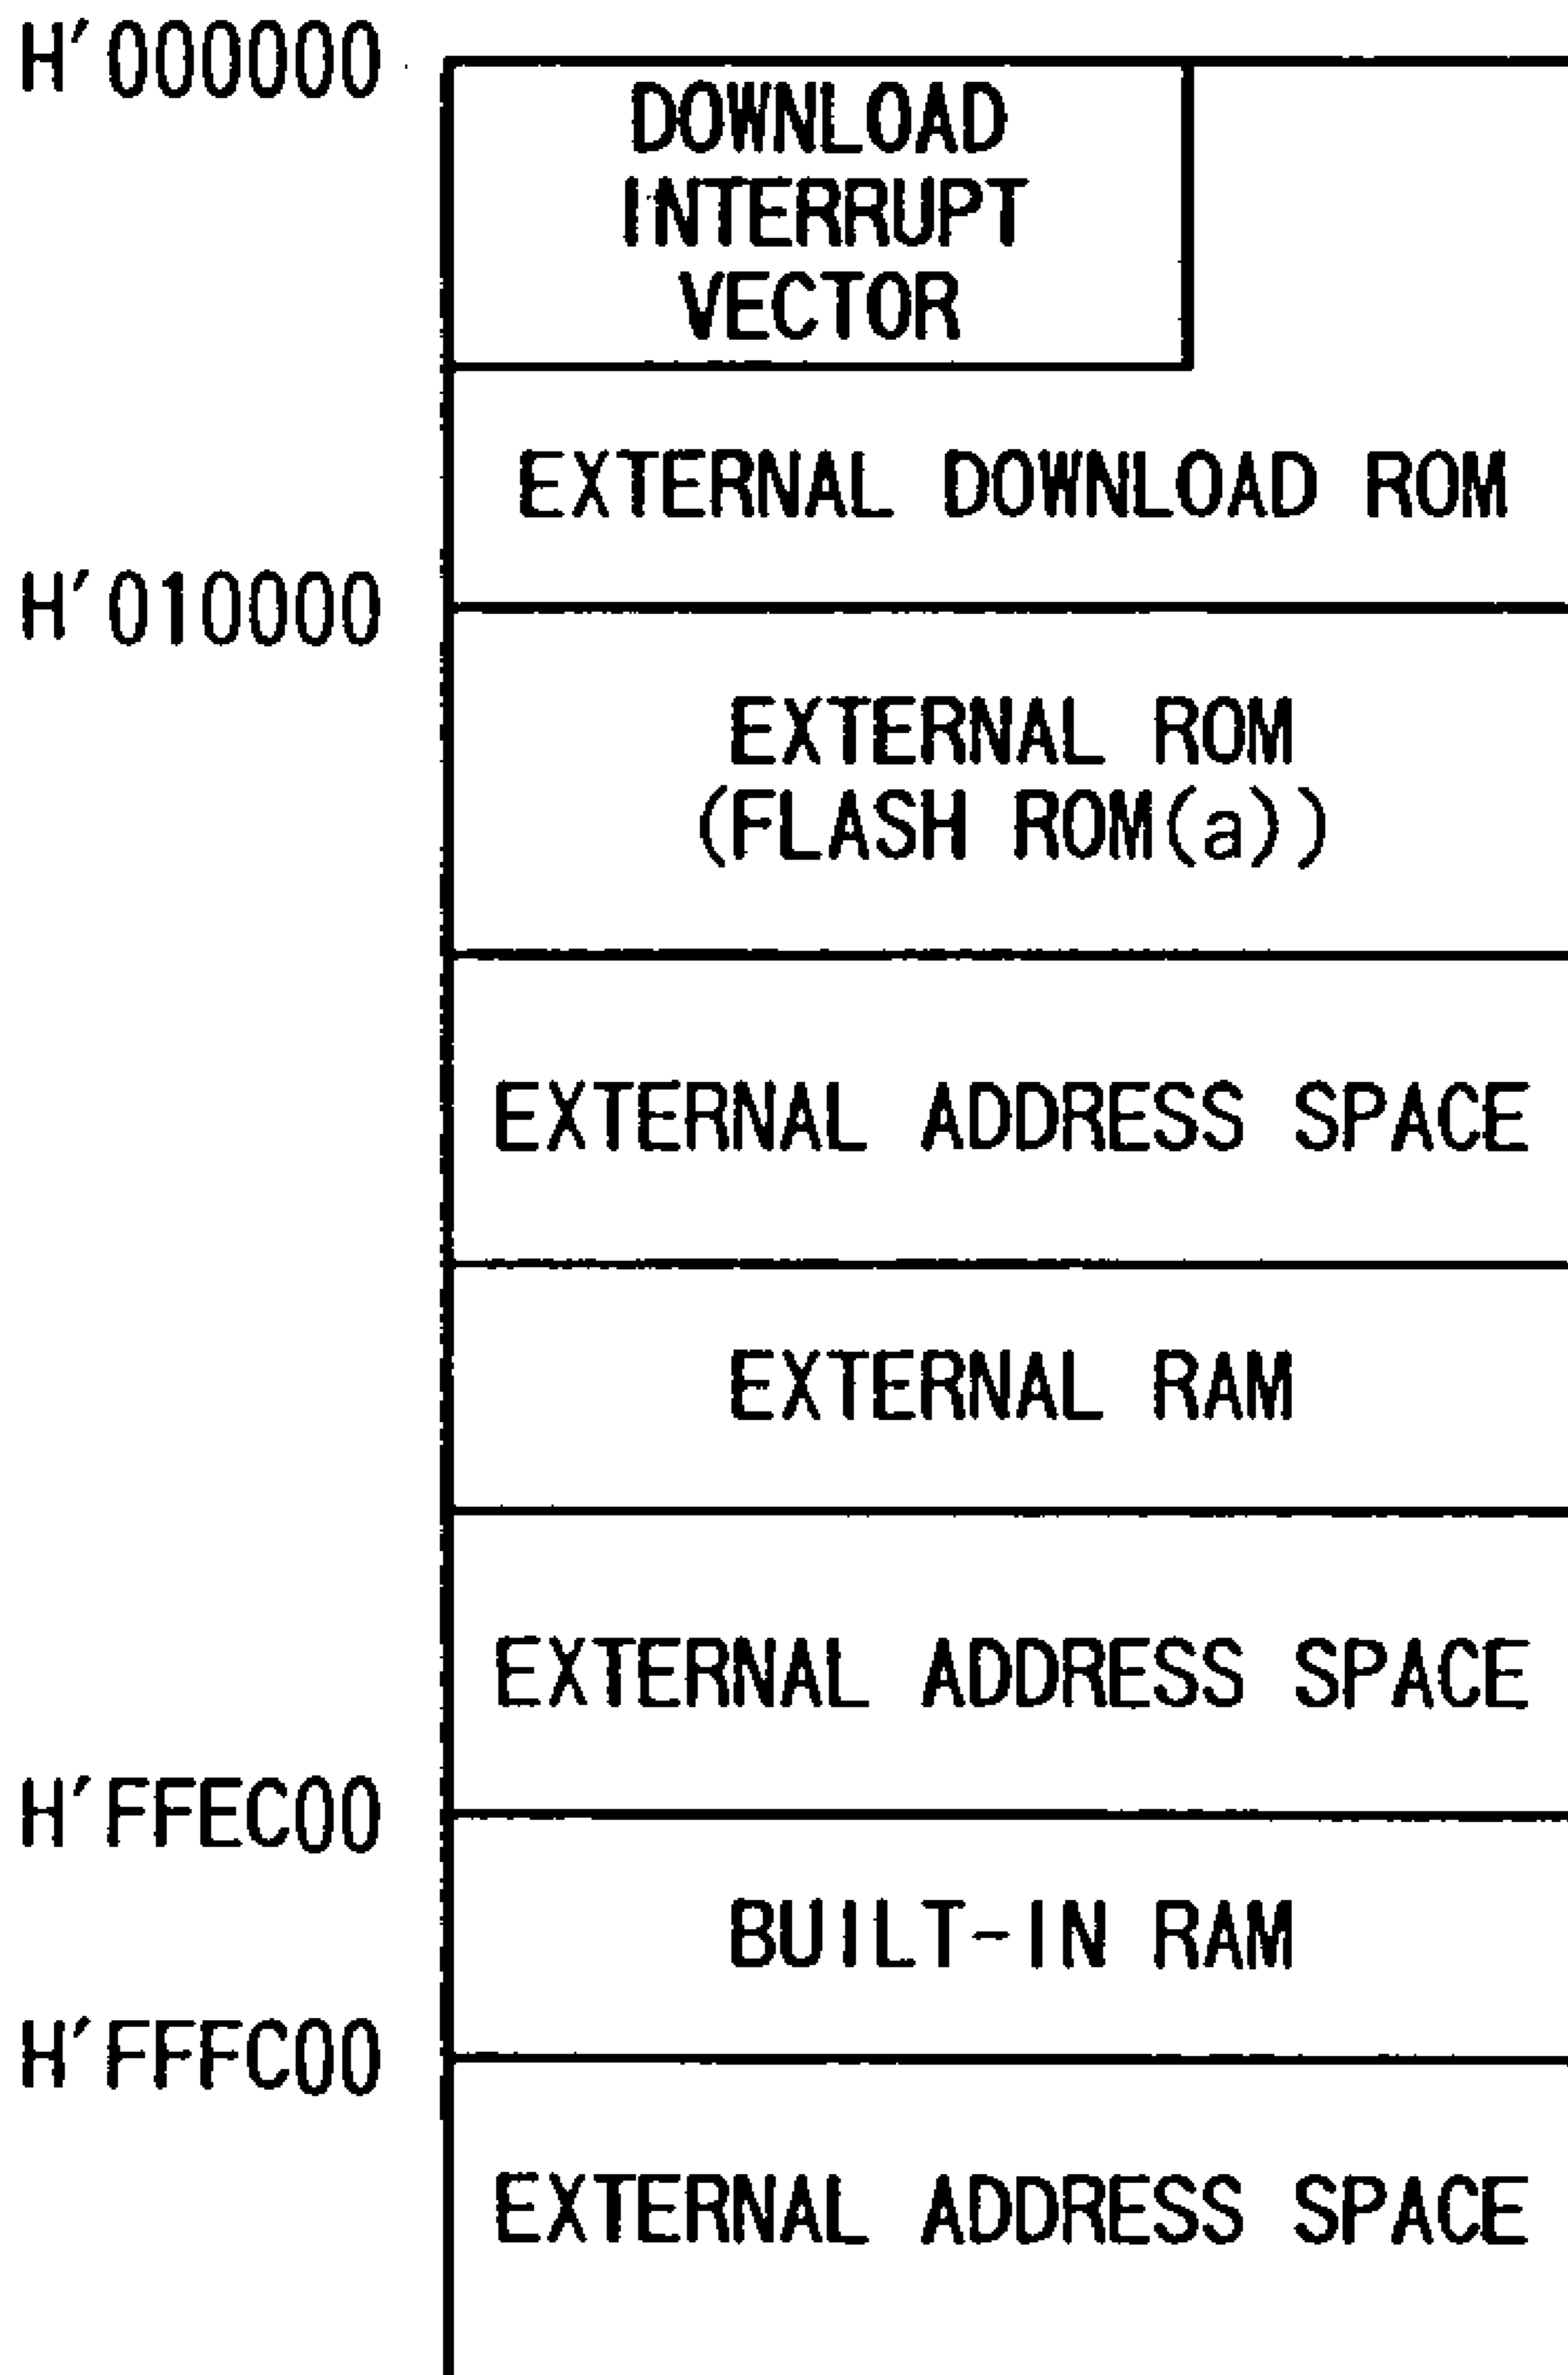 H'000000
DOWNLOAD
INTERRUPT
VECTOR
EXTERNAL DOWNLOAD ROM
H'010000
EXTERNAL ROM
(FLASH ROM(a))
EXTERNAL ADDRESS SPACE
EXTERNAL RAM
EXTERNAL ADDRESS SPACE
H'FFEC00
BUILT-IN RAM
H'FFFC00
EXTERNAL ADDRESS SPACE